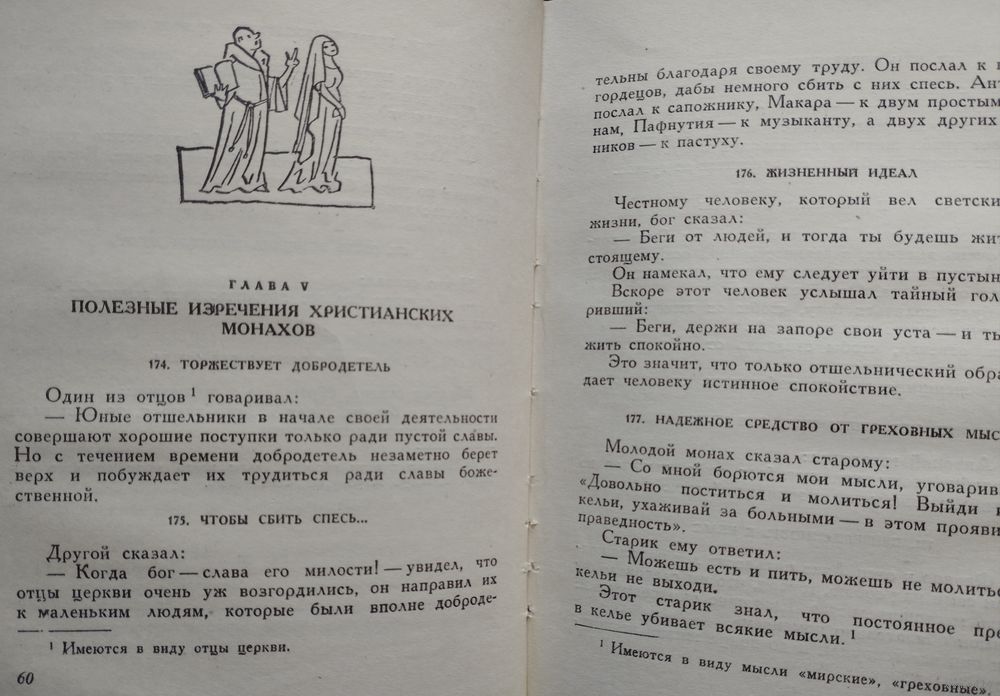 ГЛАВА V
ПОЛЕЗНЫЕ ИЗРЕЧЕНИЯ ХРИСТИАНСКИХ
МОНАХОВ
174. ТОРЖЕСТВУЕТ ДОБРОДЕТЕЛЬ
Один из отцов ¹ говаривал:
— Юные отшельники в начале своей деятельности
совершают хорошие поступки только ради пустой славы.
Но с течением времени добродетель незаметно берет
верх и побуждает их трудиться ради славы боже-
ственной.
175. ЧТОБЫ СБИТЬ СПЕСЬ...
Другой сказал:
— Когда бог — слава его милости! — увидел, что
отцы церкви очень уж возгордились, он направил их
к маленьким людям, которые были вполне доброде-
¹ Имеются в виду отцы церкви.
60
тельны благодаря своему труду. Он послал к
гордецов, дабы немного сбить с них спесь. Ант
послал к сапожнику, Макара — к двум простым
нам, Пафнутия — к музыканту, а двух других
ников — к пастуху.
176. ЖИЗНЕННЫЙ ИДЕАЛ
Честному человеку, который вел светски
жизни, бог сказал:
— Беги от людей, и тогда ты будешь жит
стоящему.
Он намекал, что ему следует уйти в пустын
Вскоре этот человек услышал тайный гол
ривший:
— Беги, держи на запоре свои уста — и ты
жить спокойно.
Это значит, что только отшельнический обра
дает человеку истинное спокойствие.
177. НАДЕЖНОЕ СРЕДСТВО ОТ ГРЕХОВНЫХ МЫС
Молодой монах сказал старому:
— Со мной борются мои мысли, уговарив
«Довольно поститься и молиться! Выйди и
кельи, ухаживай за больными — в этом прояви
праведность».
Старик ему ответил:
— Можешь есть и пить, можешь не молить
кельи не выходи.
Этот старик знал, что постоянное пре
в келье убивает всякие мысли. ¹
¹ Имеются в виду мысли «мирские», «греховные».